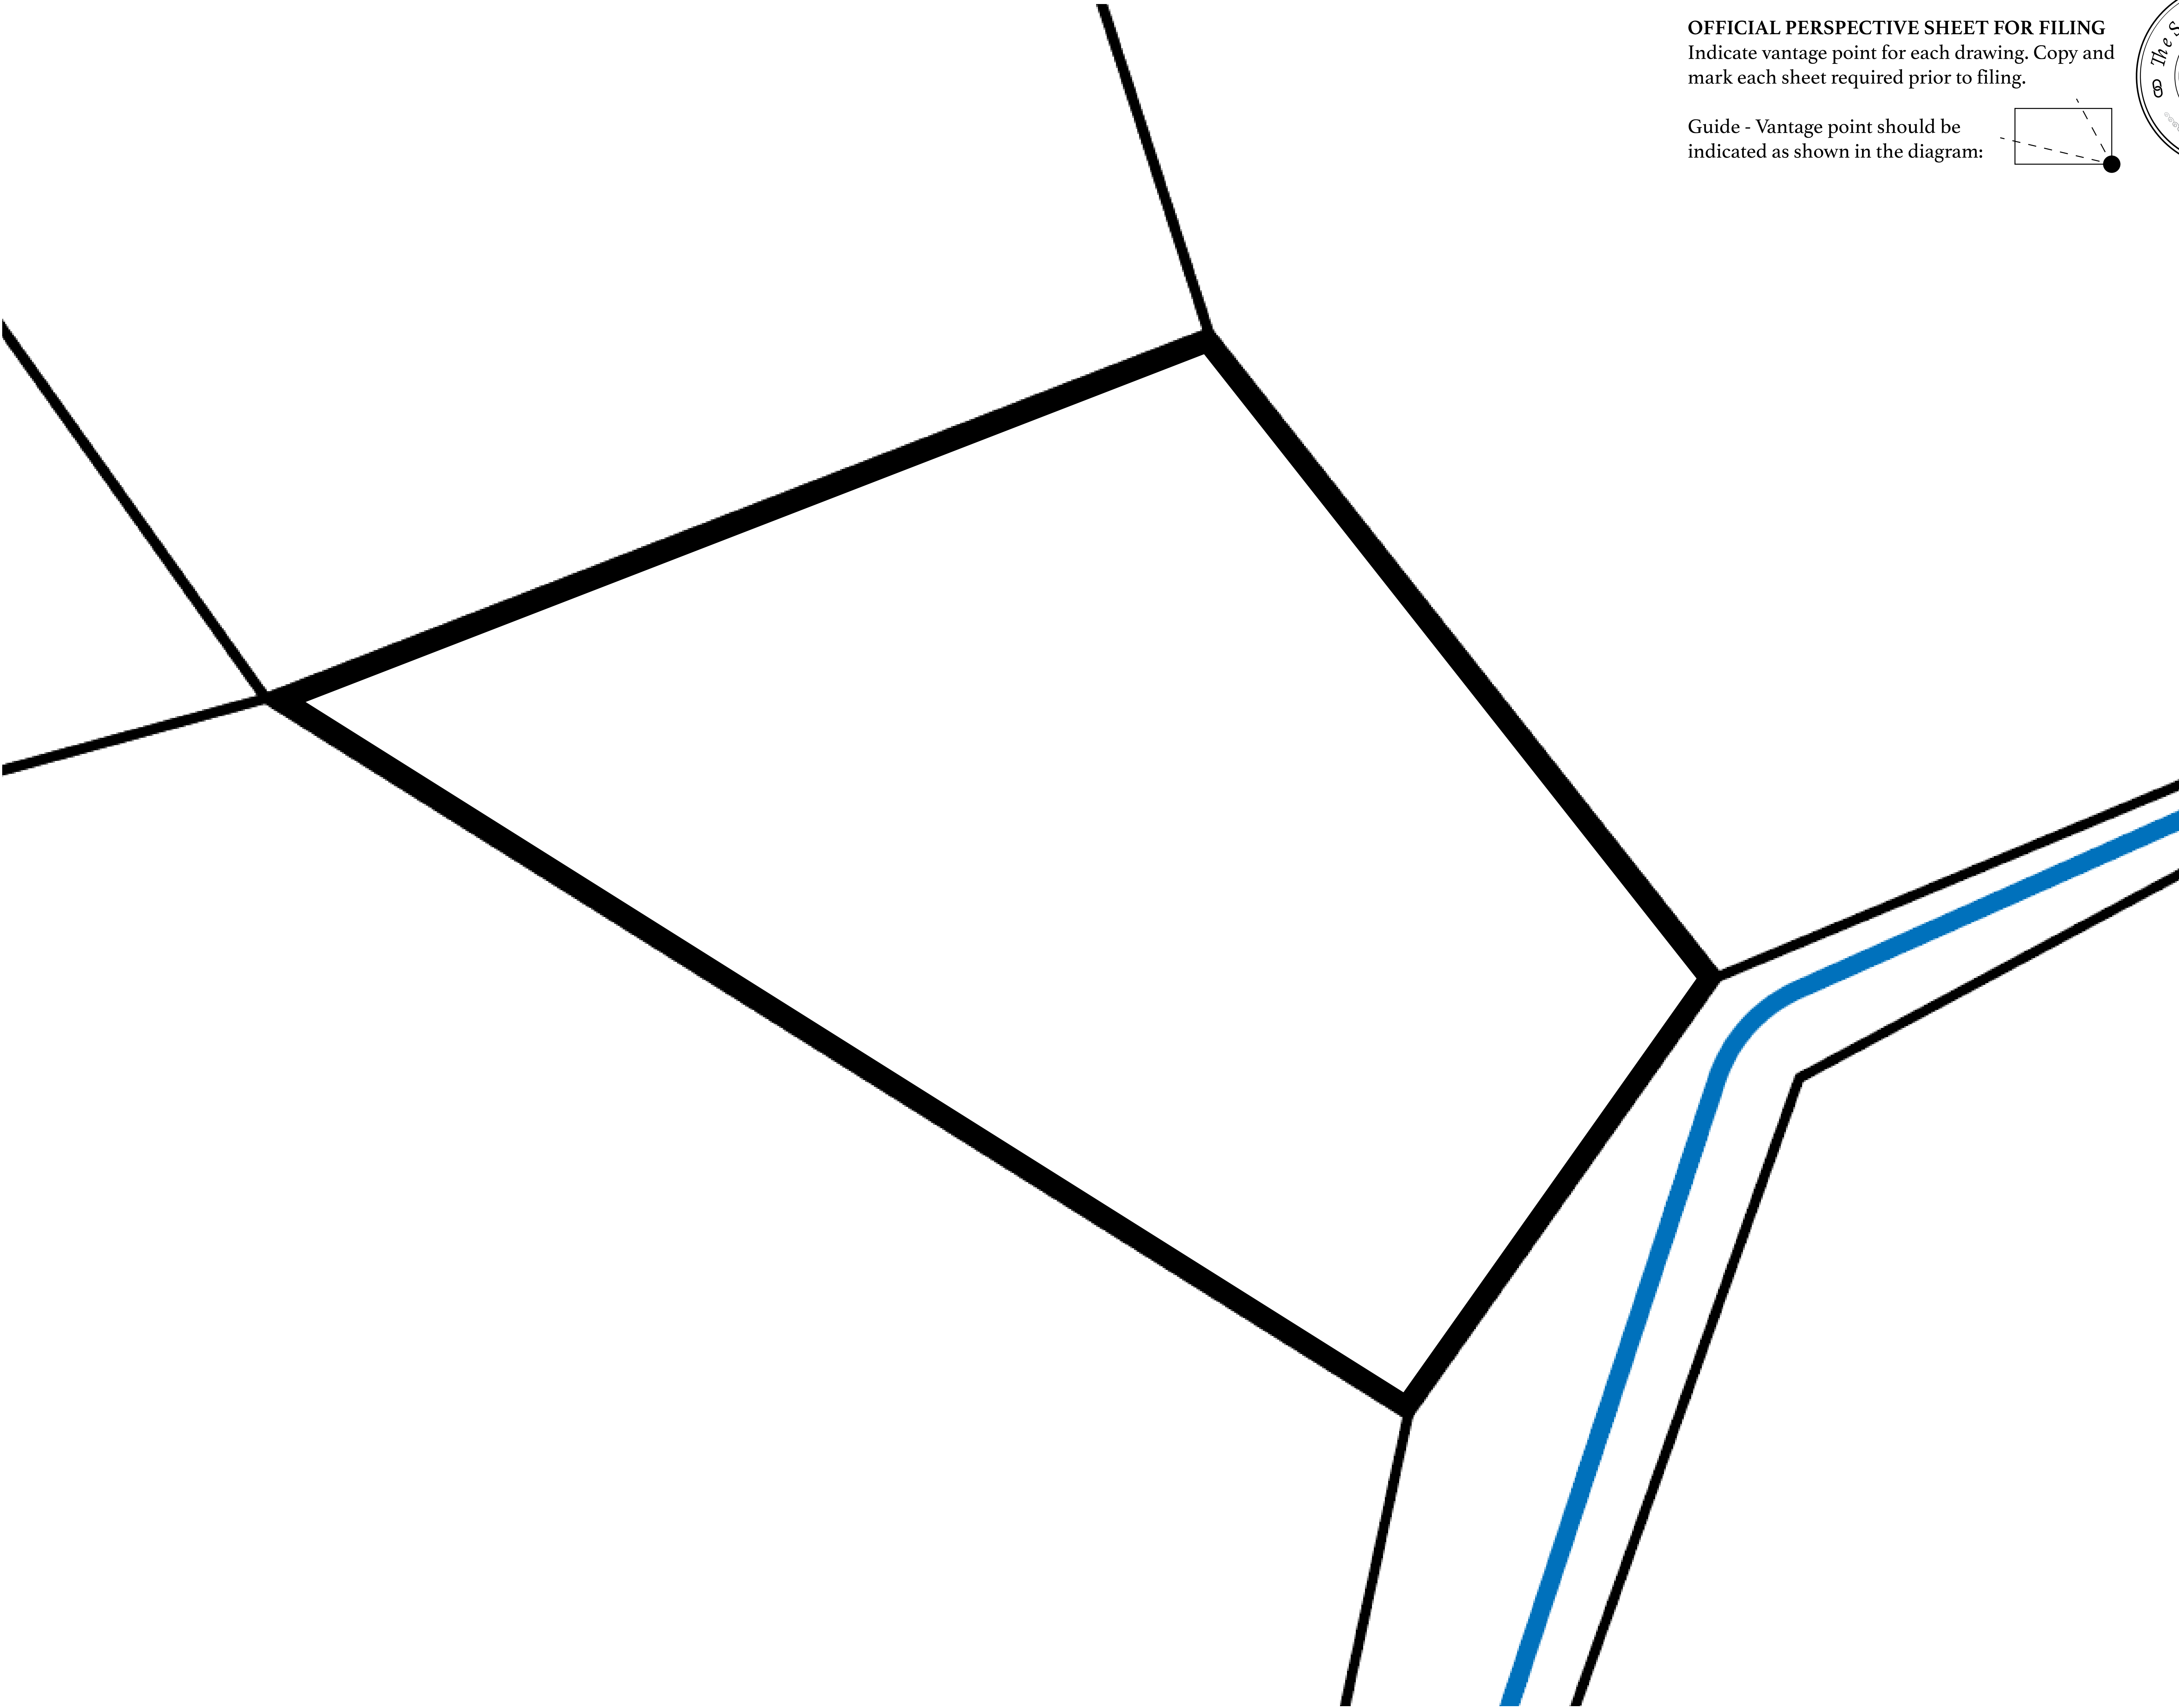 OFFICIAL PERSPECTIVE SHEET FOR FILING
Indicate vantage point for each drawing. Copy and
mark each sheet required prior to filing.
Guide - Vantage point should be
indicated as shown in the diagram:
The S